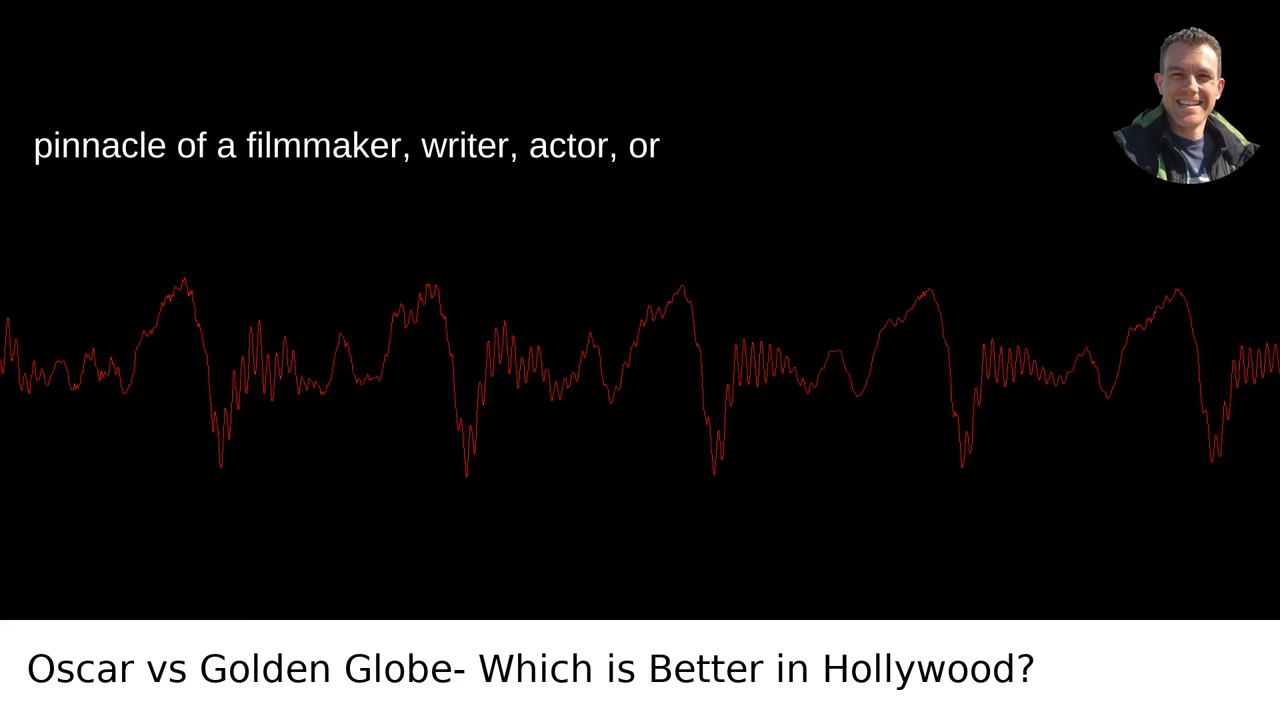 pinnacle of a filmmaker, writer, actor, or
Oscar vs Golden Globe- Which is Better in Hollywood?